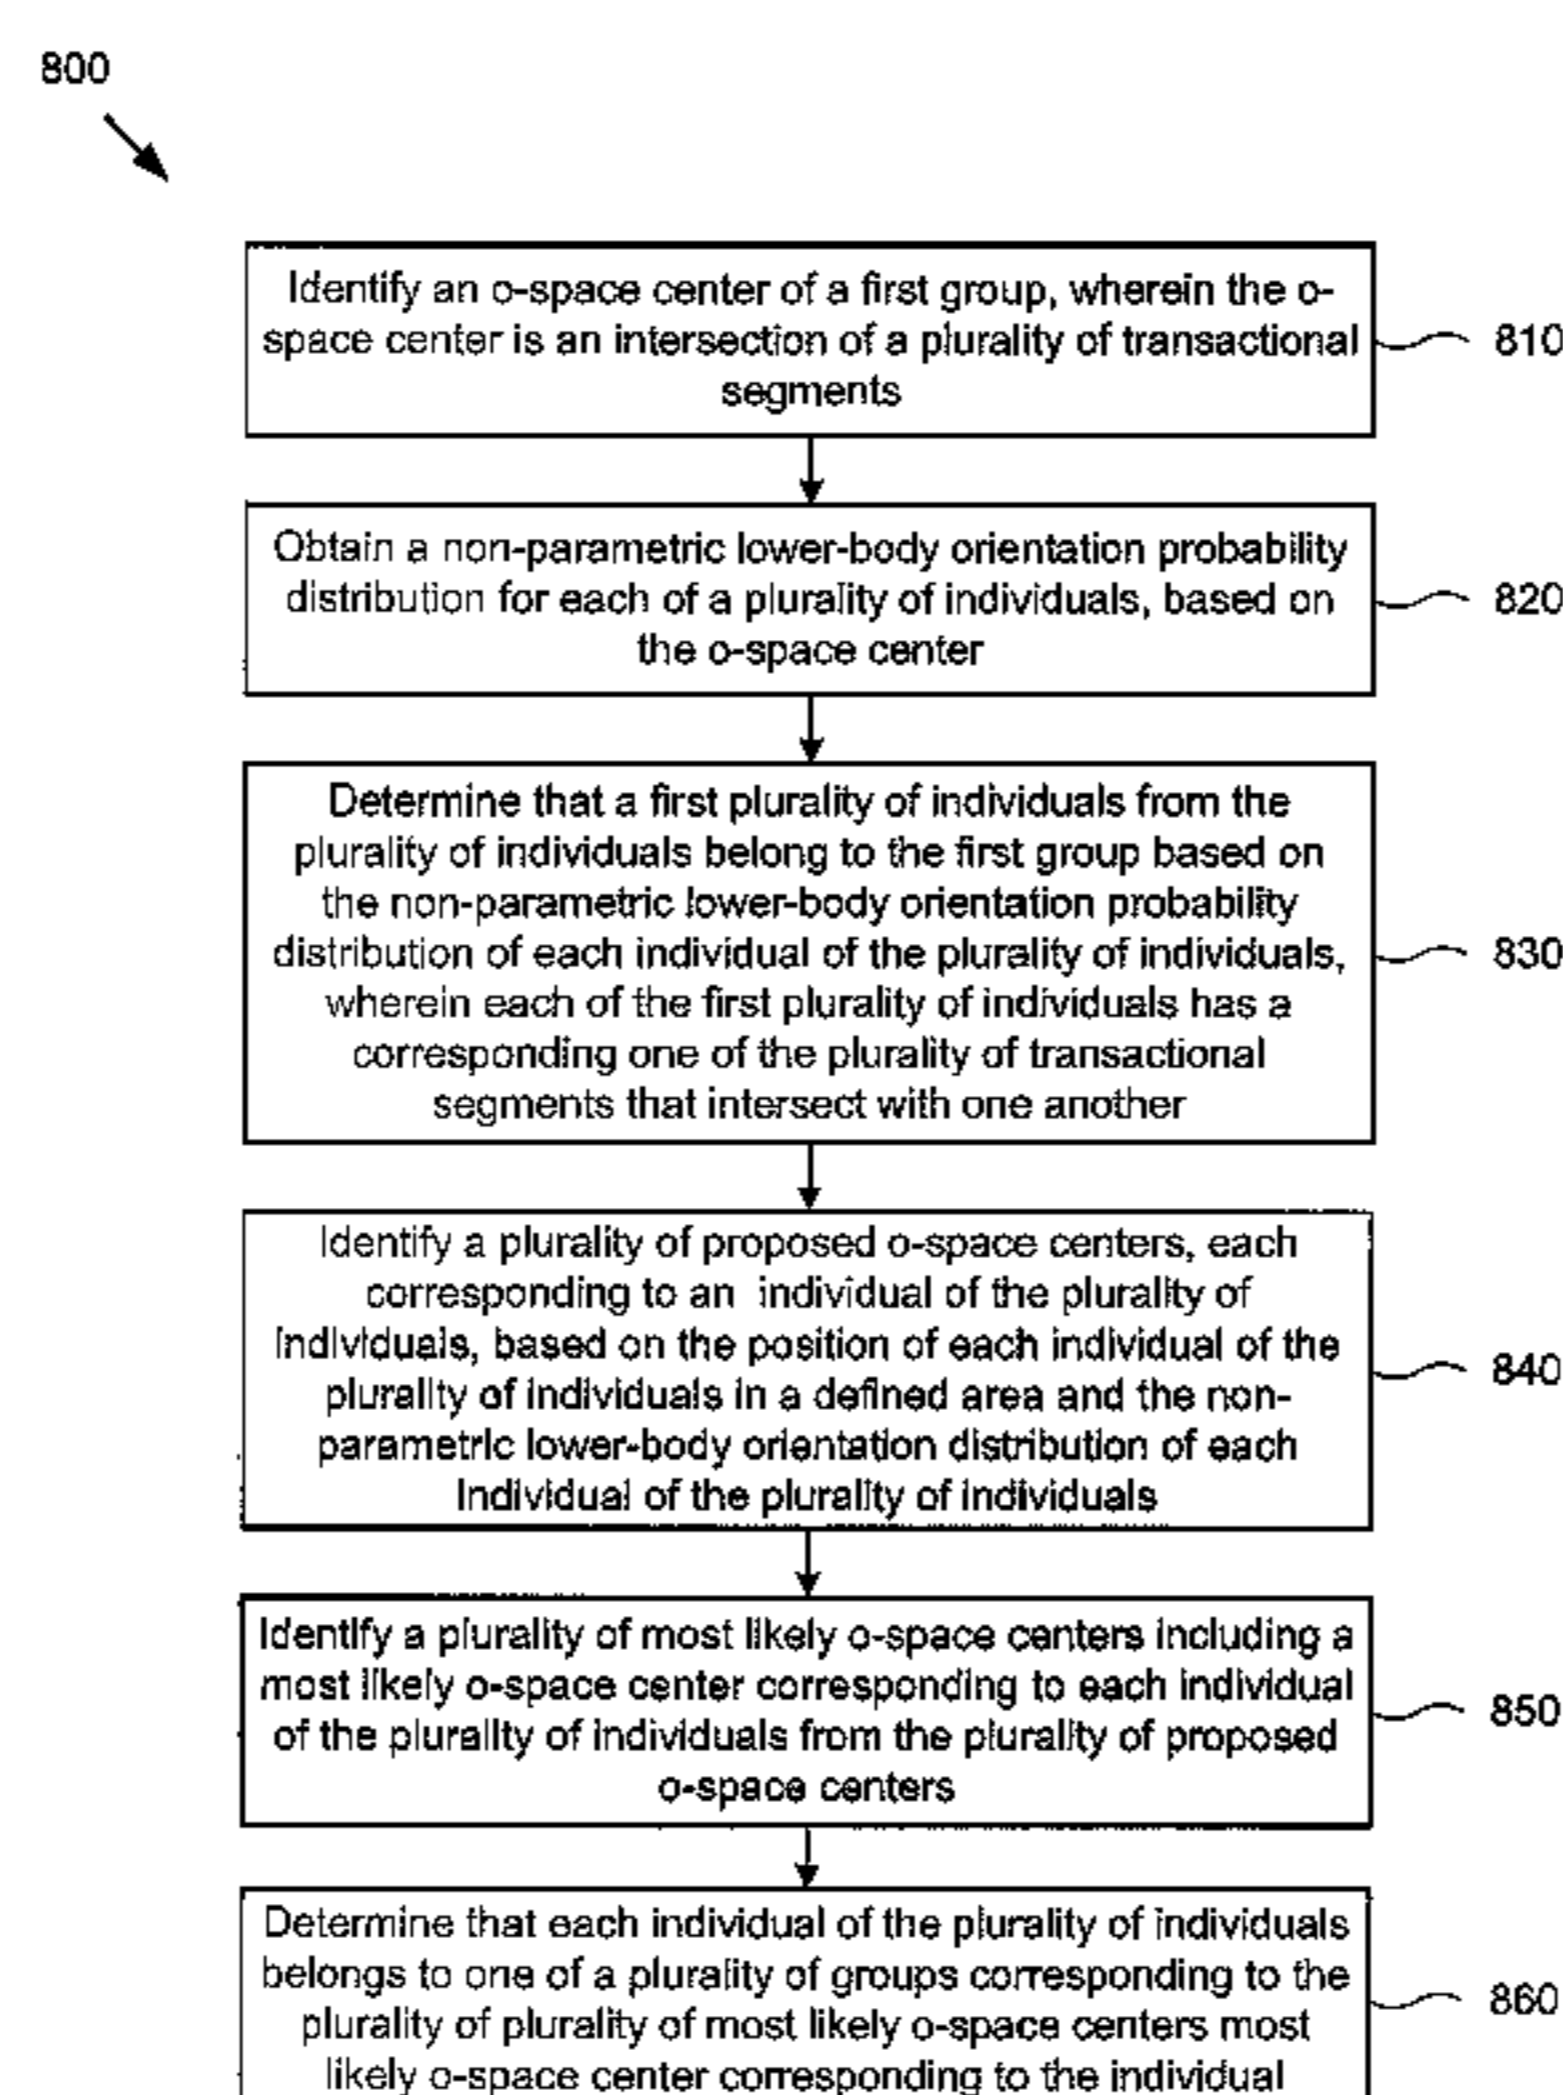 800
Identify an o-space center of a first group, wherein the o-
space center is an intersection of a plurality of transactional
segments
810
Obtain a non-parametric lower-body orientation probability
distribution for each of a plurality of individuals, based on
the o-space center
820
Determine that a first plurality of individuals from the
plurality of individuals belong to the first group based on
the non-parametric lower-body orientation probability
distribution of each individual of the plurality of individuals,
wherein each of the first plurality of individuals has a
corresponding one of the plurality of transactional
segments that intersect with one another
830
Identify a plurality of proposed o-space centers, each
corresponding to an individual of the plurality of
individuals, based on the position of each individual of the
plurality of individuals in a defined area and the non-
parametric lower-body orientation distribution of each
individual of the plurality of individuals
840
Identify a plurality of most likely o-space centers including a
most likely o-space center corresponding to each individual
of the plurality of individuals from the plurality of proposed
o-space centers
850
Determine that each individual of the plurality of individuals
belongs to one of a plurality of groups corresponding to the
plurality of plurality of most likely o-space centers most
likely o-space center corresponding to the individual
860